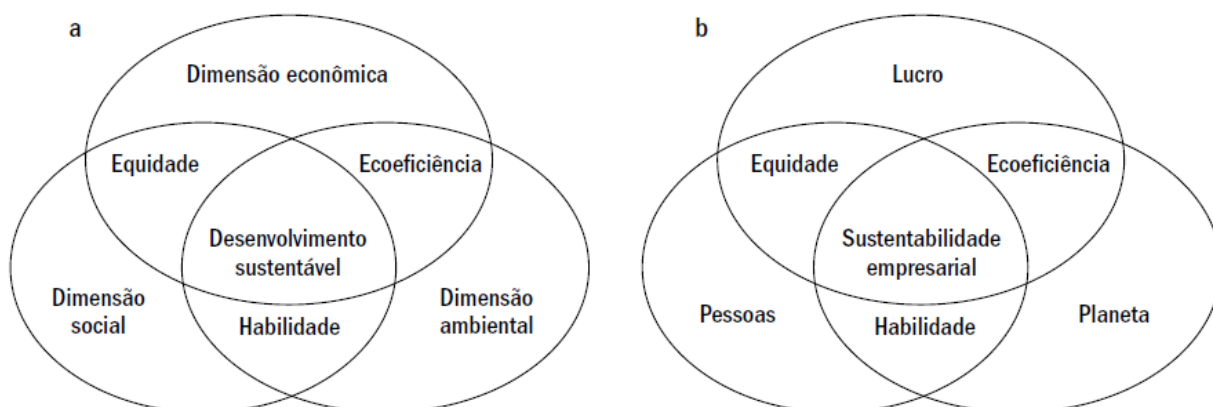 a
Dimensão econômica
Equidade
Ecoeficiência
Desenvolvimento
sustentável
Dimensão
social
Habilidade
Dimensão
ambiental
b
Lucro
Equidade
Ecoeficiência
Sustentabilidade
empresarial
Pessoas
Habilidade
Planeta